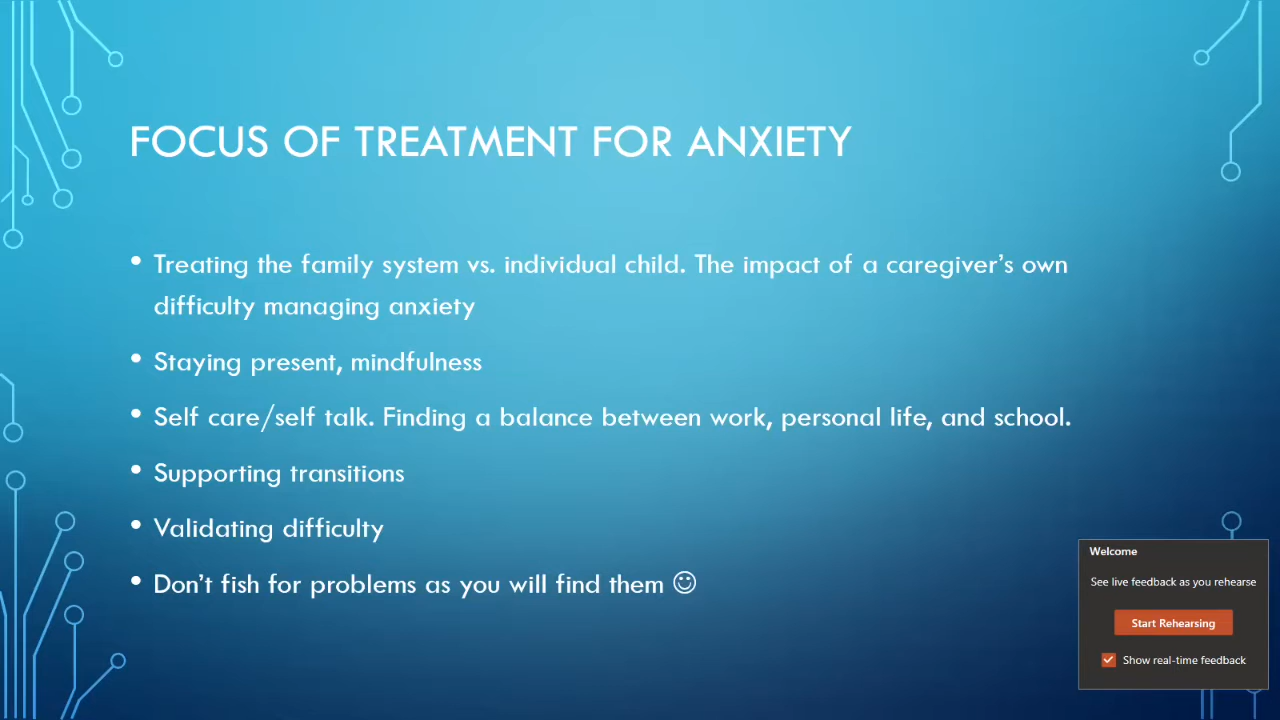 FOCUS OF TREATMENT FOR ANXIETY
• Treating the family system vs. individual child. The impact of a caregiver’s own
difficulty managing anxiety
• Staying present, mindfulness
• Self care/self talk. Finding a balance between work, personal life, and school.
• Supporting transitions
• Validating difficulty
• Don’t fish for problems as you will find them ☺
Welcome
See live feedback as you rehearse
Start Rehearsing
Show real-time feedback